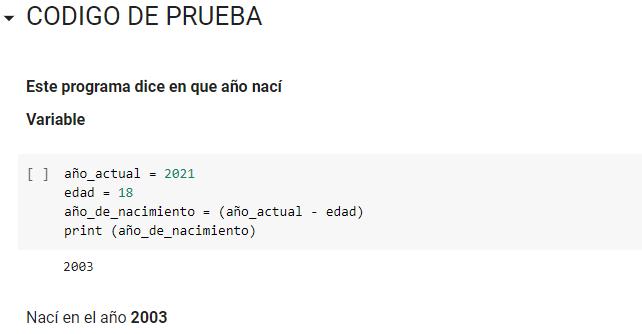 CODIGO DE PRUEBA
Este programa dice en que año nací
Variable
[ ] año_actual = 2021
edad = 18
año_de_nacimiento = (año_actual - edad)
print (año_de_nacimiento)
2003
Nací en el año 2003